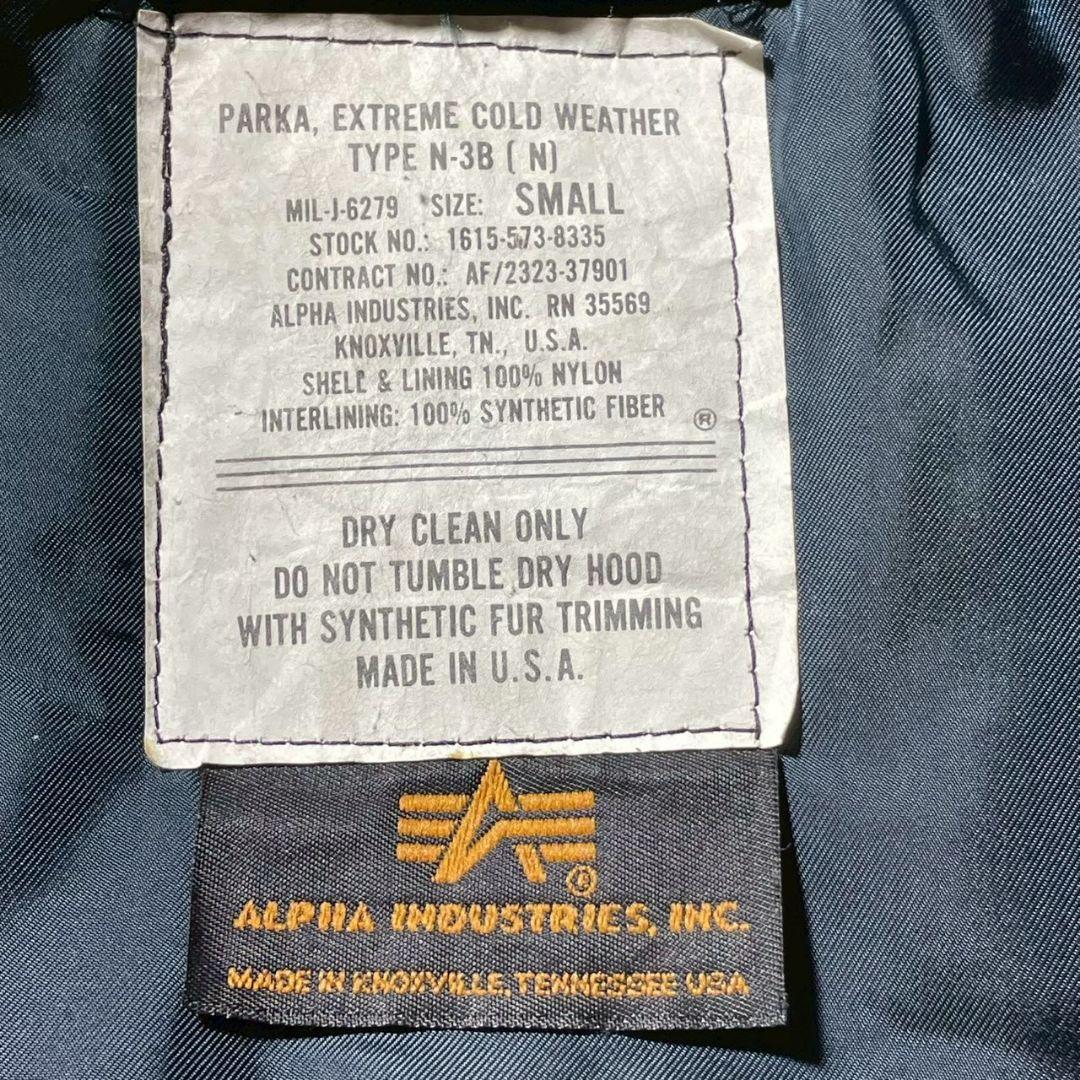 PARKA, EXTREME COLD WEATHER
TYPE N-3B ( N)
MIL-J-6279 SIZE: SMALL
STOCK NO.: 1615-573-8335
CONTRACT NO.: AF/2323-37901
ALPHA INDUSTRIES, INC. RN 35569
KNOXVILLE, TN., U.S.A.
SHELL & LINING 100% NYLON
INTERLINING: 100% SYNTHETIC FIBER ®
DRY CLEAN ONLY
DO NOT TUMBLE DRY HOOD
WITH SYNTHETIC FUR TRIMMING
MADE IN U.S.A.
®
ALPHA INDUSTRIES, INC.
MADE IN KNOXVILLE, TENNESSEE USA